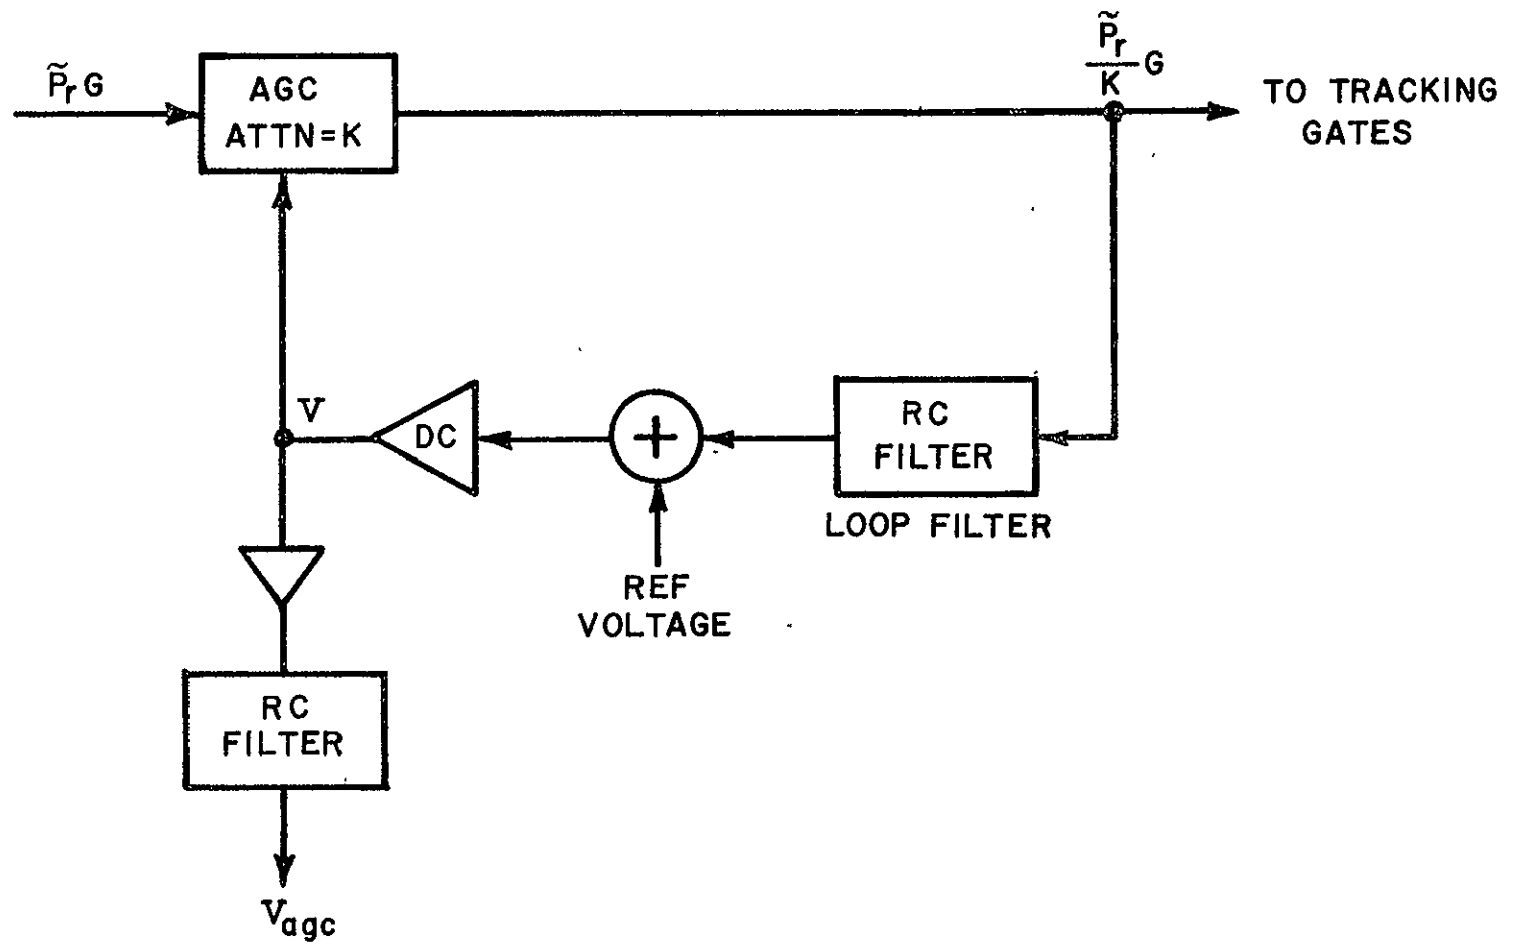 P̃r G
AGC
ATTN=K
P̃r
K
G
TO TRACKING
GATES
V
DC
+
RC
FILTER
LOOP FILTER
REF
VOLTAGE
RC
FILTER
Vagc